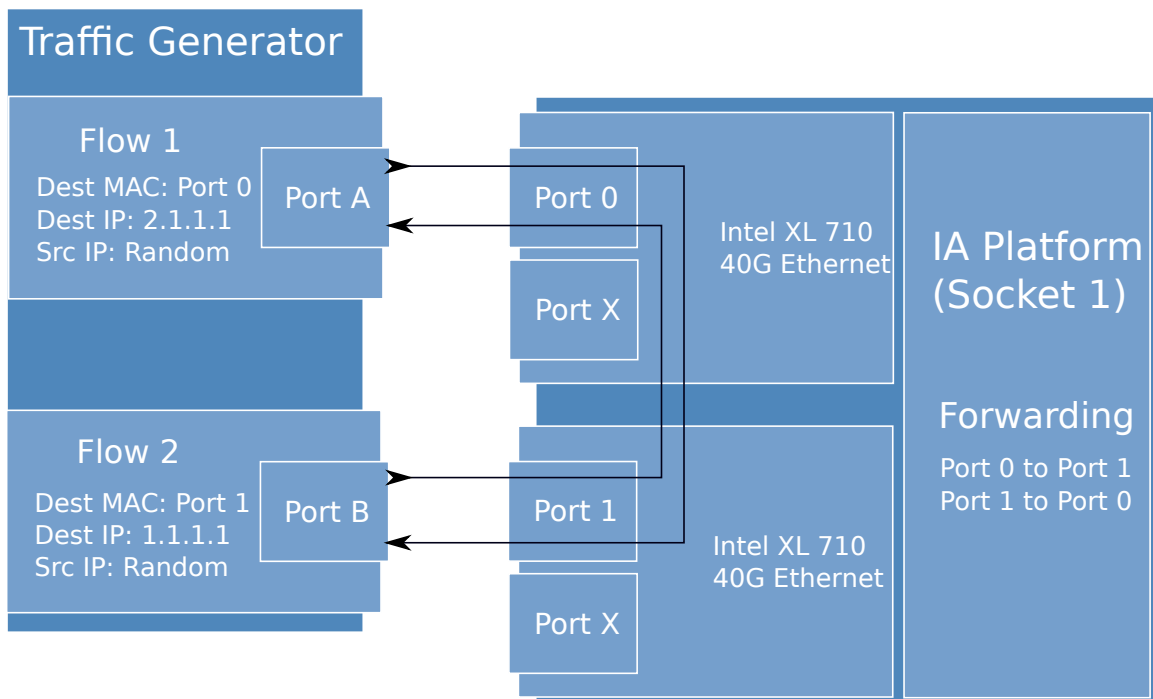 Traffic Generator
Flow 1
Dest MAC: Port 0
Dest IP: 2.1.1.1
Src IP: Random
Port A
Flow 2
Dest MAC: Port 1
Dest IP: 1.1.1.1
Src IP: Random
Port B
Port 0
Port X
Intel XL 710
40G Ethernet
Port 1
Port X
Intel XL 710
40G Ethernet
IA Platform
(Socket 1)
Forwarding
Port 0 to Port 1
Port 1 to Port 0